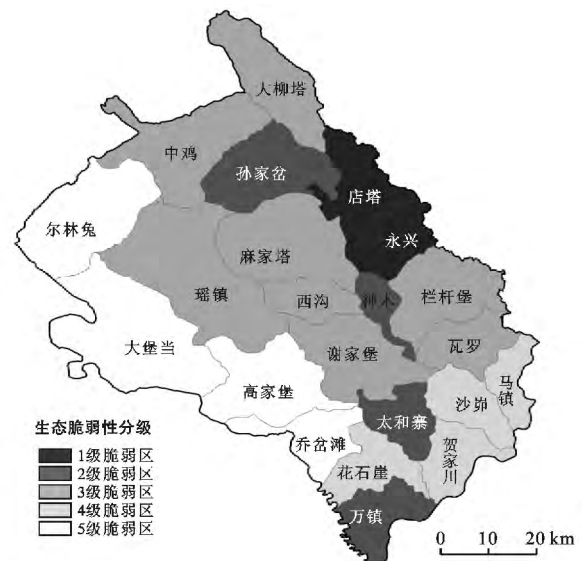 大柳塔
中鸡
孙家岔
店塔
尔林兔
永兴
麻家塔
瑶镇
西沟
神木
栏杆堡
大堡当
谢家堡
瓦罗
马镇
高家堡
沙峁
太和寨
乔岔滩
贺家川
花石崖
万镇
生态脆弱性分级
1级脆弱区
2级脆弱区
3级脆弱区
4级脆弱区
5级脆弱区
0 10 20 km